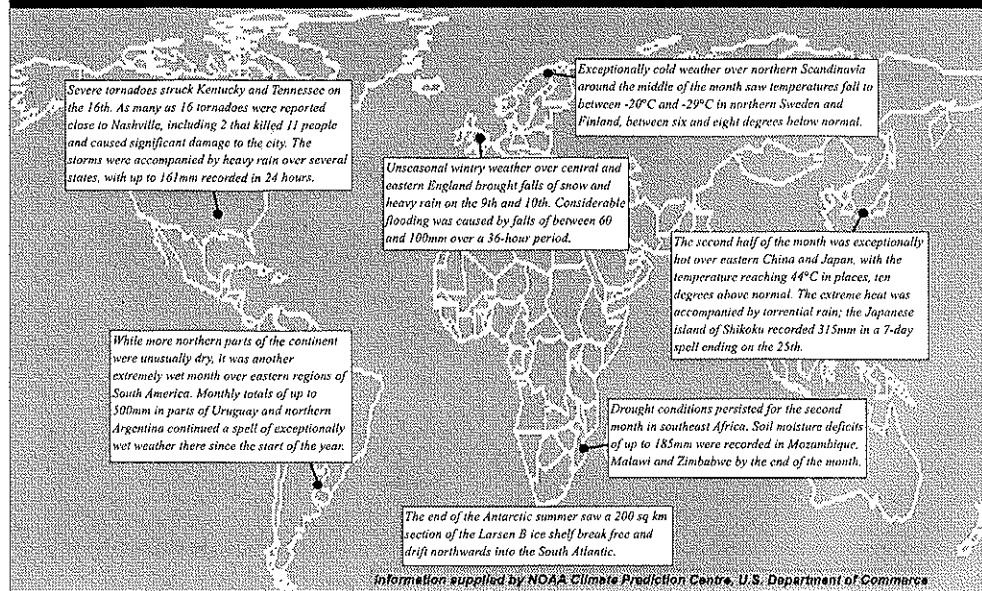 Severe tornadoes struck Kentucky and Tennessee on
the 16th. As many as 16 tornadoes were reported
close to Nashville, including 2 that killed 11 people
and caused significant damage to the city. The
storms were accompanied by heavy rain over several
states, with up to 161mm recorded in 24 hours.
Exceptionally cold weather over northern Scandinavia
around the middle of the month saw temperatures fall to
between -20°C and -29°C in northern Sweden and
Finland, between six and eight degrees below normal.
Unseasonal wintry weather over central and
eastern England brought falls of snow and
heavy rain on the 9th and 10th. Considerable
flooding was caused by falls of between 60
and 100mm over a 36-hour period.
The second half of the month was exceptionally
hot over eastern China and Japan, with the
temperature reaching 44°C in places, ten
degrees above normal. The extreme heat was
accompanied by torrential rain; the Japanese
island of Shikoku recorded 315mm in a 7-day
spell ending on the 25th.
While more northern parts of the continent
were unusually dry, it was another
extremely wet month over eastern regions of
South America. Monthly totals of up to
500mm in parts of Uruguay and northern
Argentina continued a spell of exceptionally
wet weather there since the start of the year.
Drought conditions persisted for the second
month in southeast Africa. Soil moisture deficits
of up to 185mm were recorded in Mozambique,
Malawi and Zimbabwe by the end of the month.
The end of the Antarctic summer saw a 200 sq km
section of the Larsen B ice shelf break free and
drift northwards into the South Atlantic.
Information supplied by NOAA Climate Prediction Centre, U.S. Department of Commerce